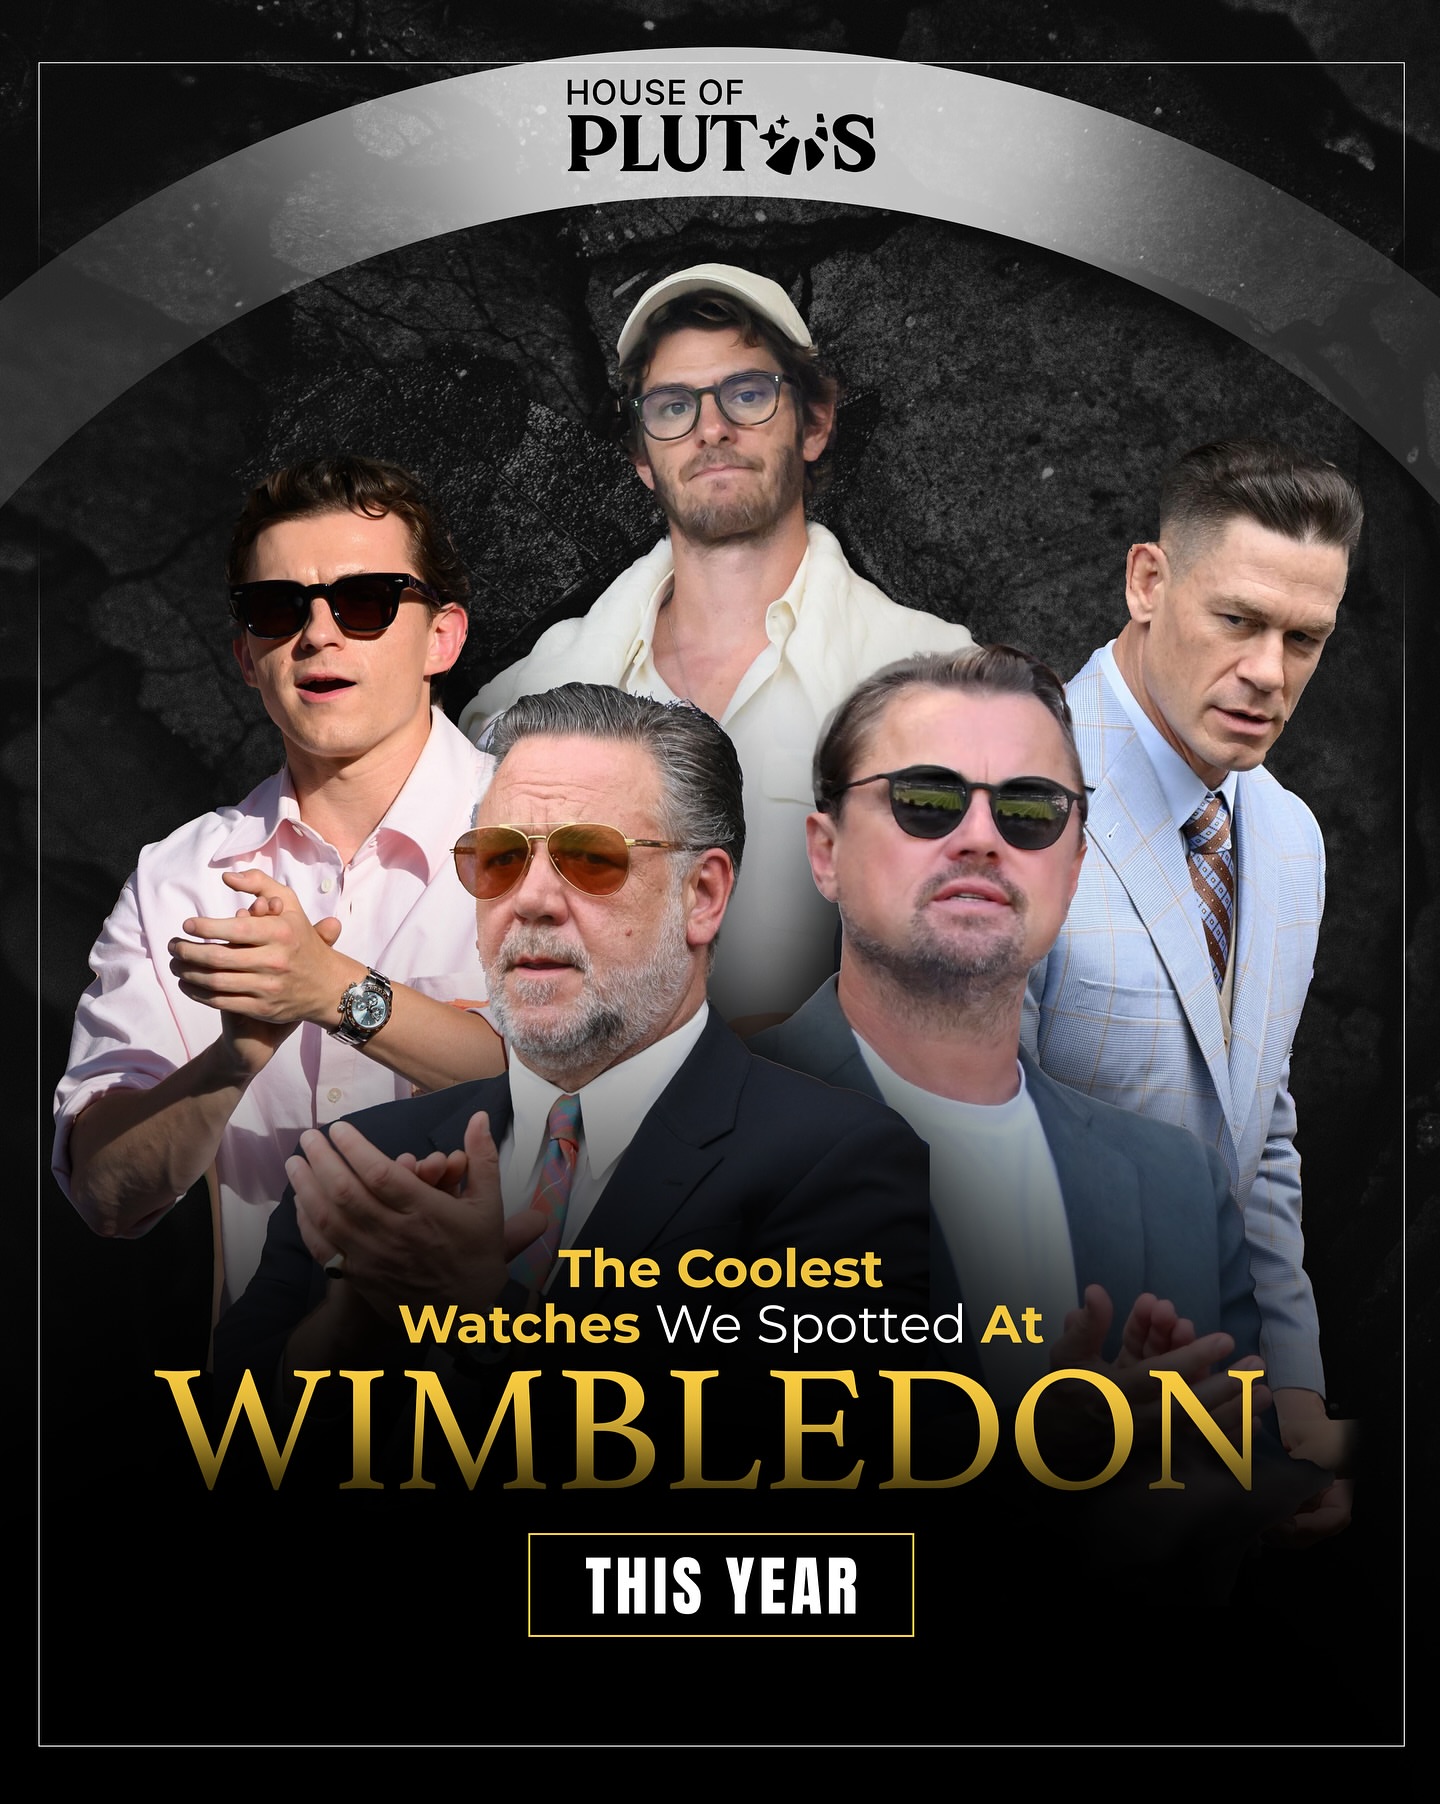 HOUSE OF
PLUTUS
The Coolest
Watches We Spotted At
WIMBLEDON
THIS YEAR